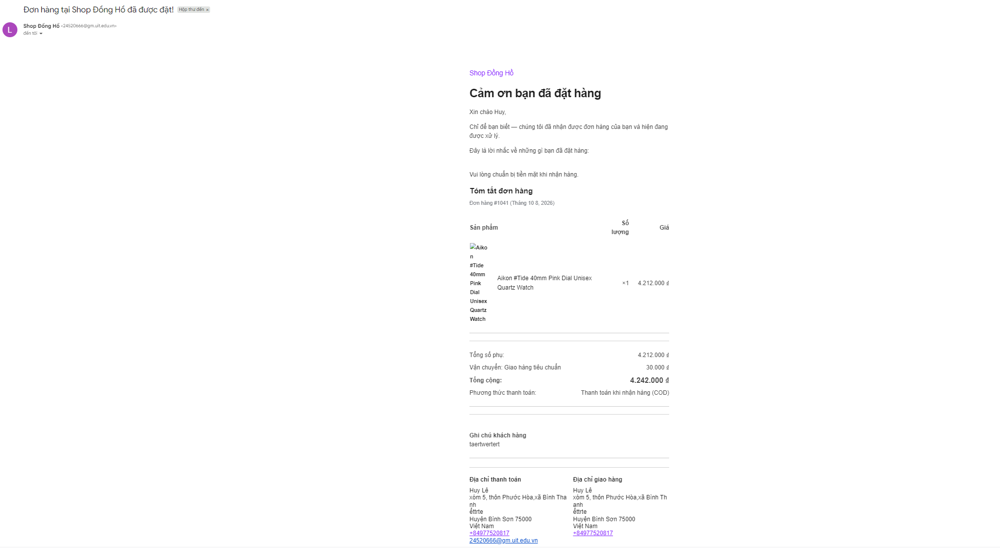 Đơn hàng tại Shop Đồng Hồ đã được đặt! Hộp thư đến ×
L
Shop Đồng Hồ <24520666@gm.uit.edu.vn>
đến tôi
Shop Đồng Hồ
Cảm ơn bạn đã đặt hàng
Xin chào Huy,
Chỉ để bạn biết — chúng tôi đã nhận được đơn hàng của bạn và hiện đang
được xử lý.
Đây là lời nhắc về những gì bạn đã đặt hàng:
Vui lòng chuẩn bị tiền mặt khi nhận hàng.
Tóm tắt đơn hàng
Đơn hàng #1041 (Tháng 10 8, 2026)
Sản phẩm Số lượng Giá
Aiko
n
#Tide
40mm
Pink
Dial
Unisex
Quartz
Watch
Aikon #Tide 40mm Pink Dial Unisex
Quartz Watch
×1 4.212.000 ₫
Tổng số phụ: 4.212.000 ₫
Vận chuyển: Giao hàng tiêu chuẩn 30.000 ₫
Tổng cộng: 4.242.000 ₫
Phương thức thanh toán: Thanh toán khi nhận hàng (COD)
Ghi chú khách hàng
taertwertert
Địa chỉ thanh toán
Huy Lê
xóm 5, thôn Phước Hòa,xã Bình Tha
nh
ếttrte
Huyện Bình Sơn 75000
Việt Nam
+84977520817
24520666@gm.uit.edu.vn
Địa chỉ giao hàng
Huy Lê
xóm 5, thôn Phước Hòa,xã Bình Th
anh
ếttrte
Huyện Bình Sơn 75000
Việt Nam
+84977520817